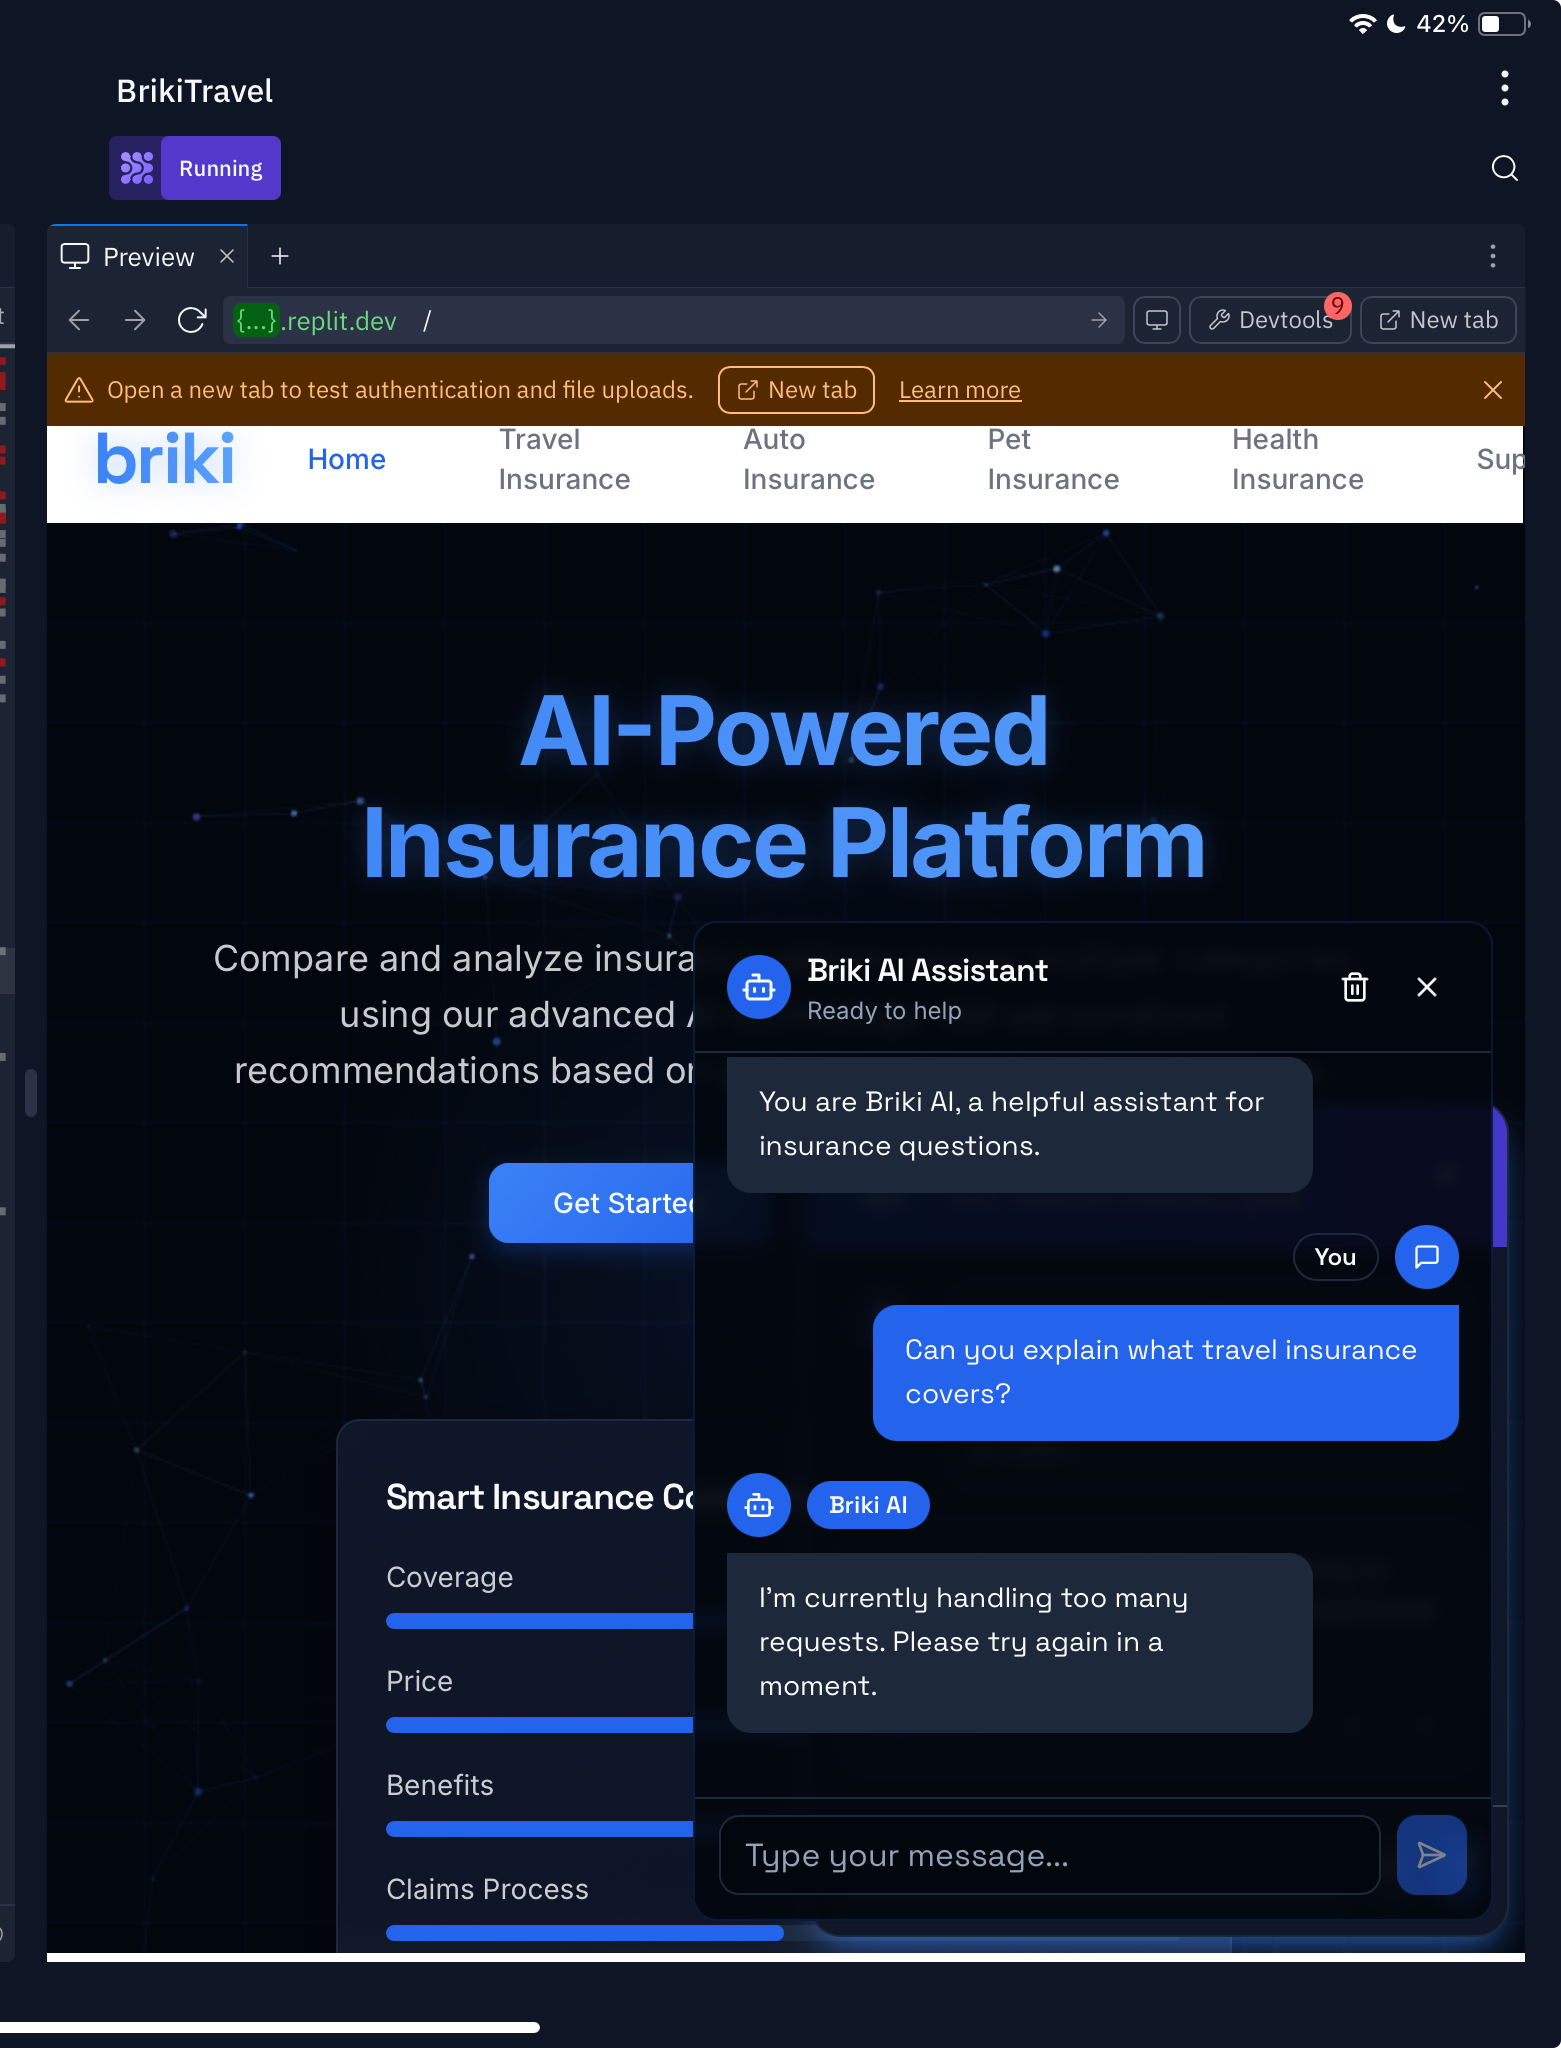 42%
BrikiTravel
Running
Preview
{...}.replit.dev /
Devtools 9
New tab
Open a new tab to test authentication and file uploads.
New tab
Learn more
briki
Home
Travel Insurance
Auto Insurance
Pet Insurance
Health Insurance
Sup
AI-Powered
Insurance Platform
Compare and analyze insura
using our advanced A
recommendations based on
Get Started
Smart Insurance Co
Coverage
Price
Benefits
Claims Process
Briki AI Assistant
Ready to help
You are Briki AI, a helpful assistant for
insurance questions.
You
Can you explain what travel insurance
covers?
Briki AI
I'm currently handling too many
requests. Please try again in a
moment.
Type your message...